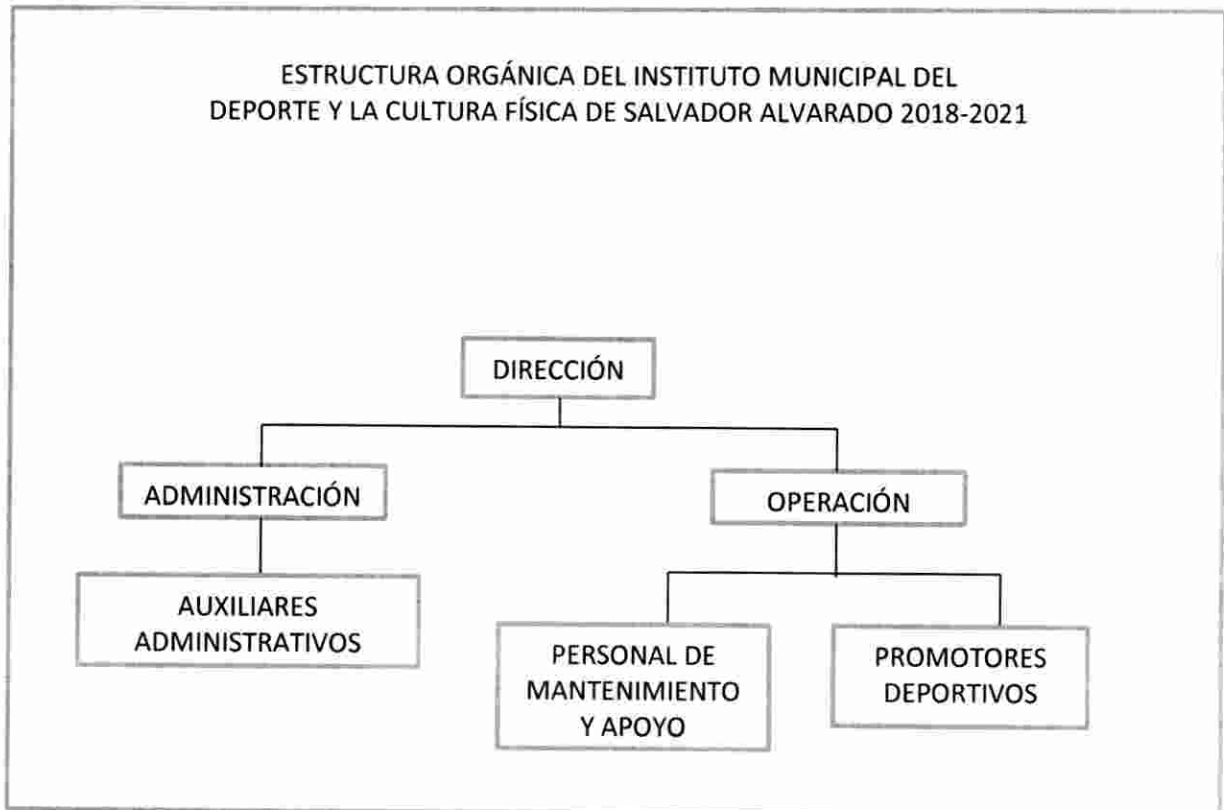 ESTRUCTURA ORGÁNICA DEL INSTITUTO MUNICIPAL DEL
DEPORTE Y LA CULTURA FÍSICA DE SALVADOR ALVARADO 2018-2021
DIRECCIÓN
ADMINISTRACIÓN
OPERACIÓN
AUXILIARES
ADMINISTRATIVOS
PERSONAL DE
MANTENIMIENTO
Y APOYO
PROMOTORES
DEPORTIVOS